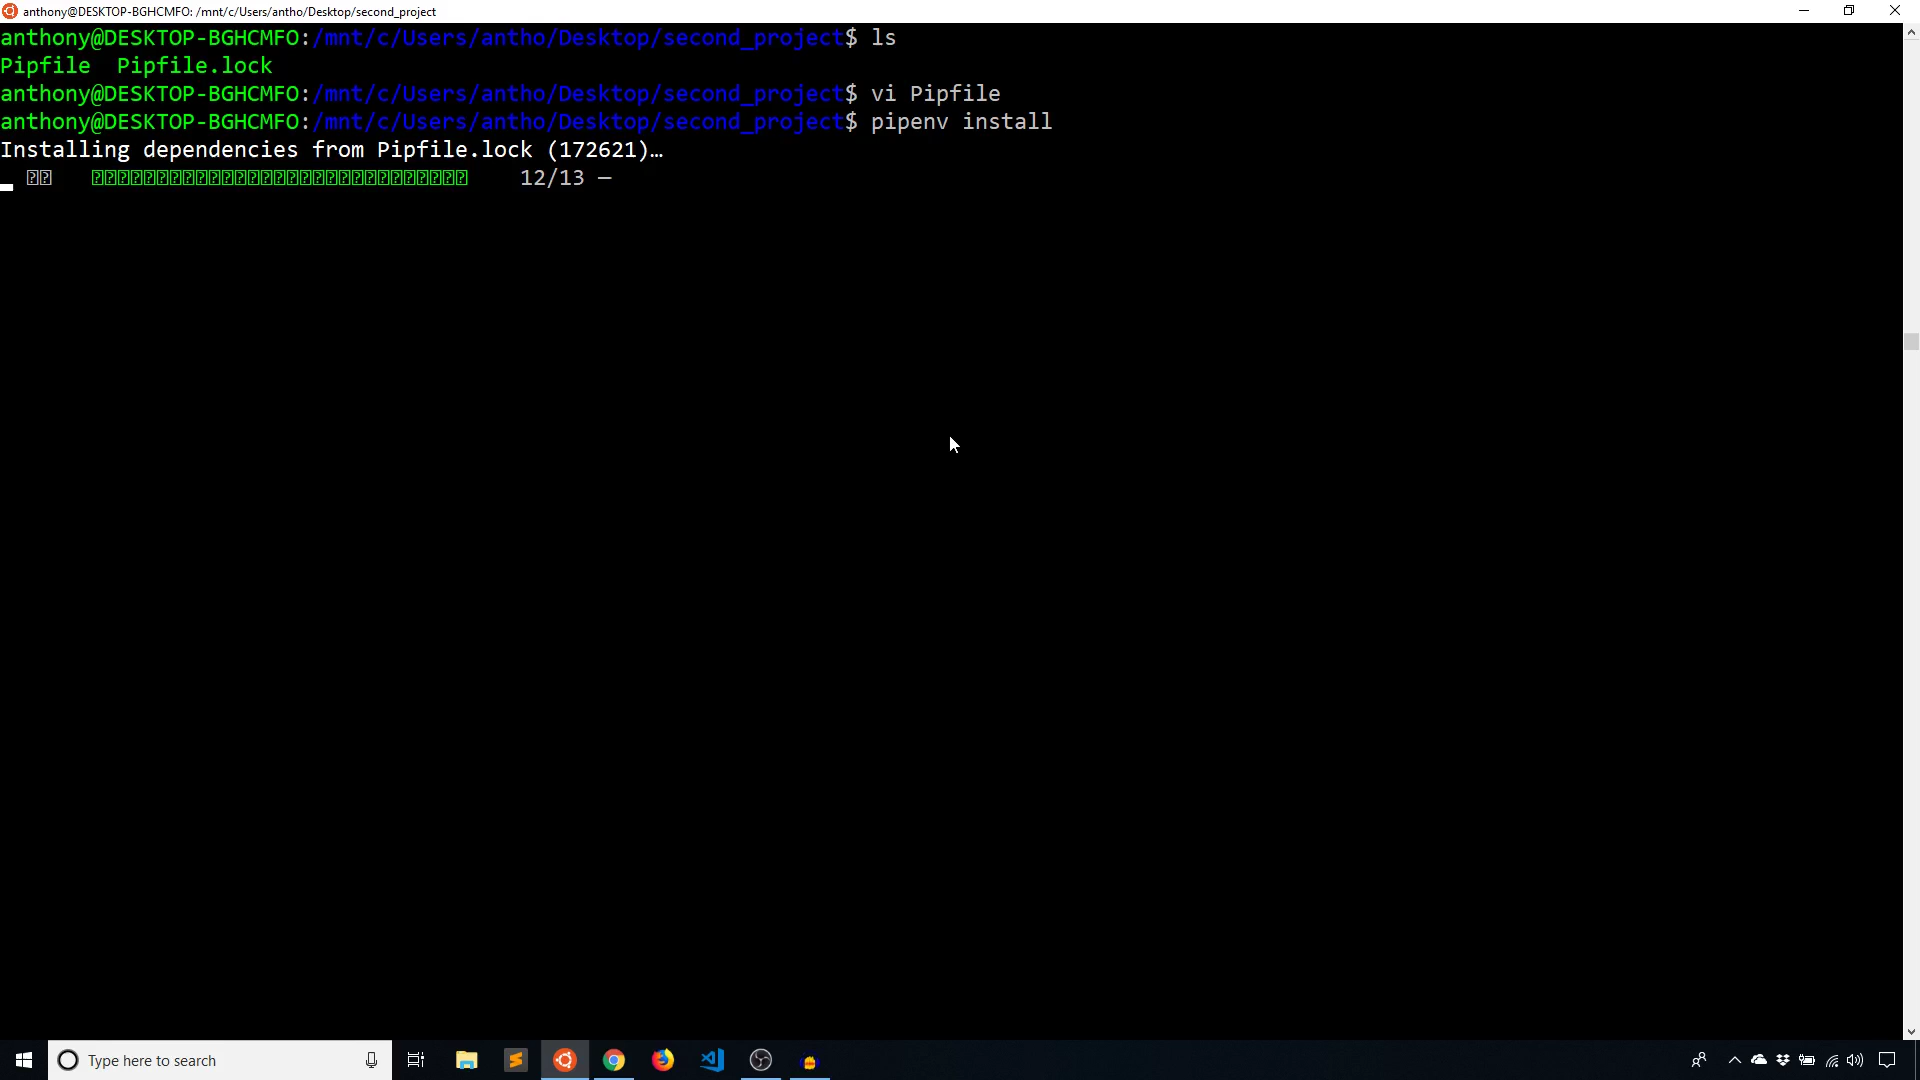 anthony@DESKTOP-BGHCMFO: /mnt/c/Users/antho/Desktop/second_project
anthony@DESKTOP-BGHCMFO:/mnt/c/Users/antho/Desktop/second_project$ ls
Pipfile  Pipfile.lock
anthony@DESKTOP-BGHCMFO:/mnt/c/Users/antho/Desktop/second_project$ vi Pipfile
anthony@DESKTOP-BGHCMFO:/mnt/c/Users/antho/Desktop/second_project$ pipenv install
Installing dependencies from Pipfile.lock (172621)…
12/13 —
Type here to search